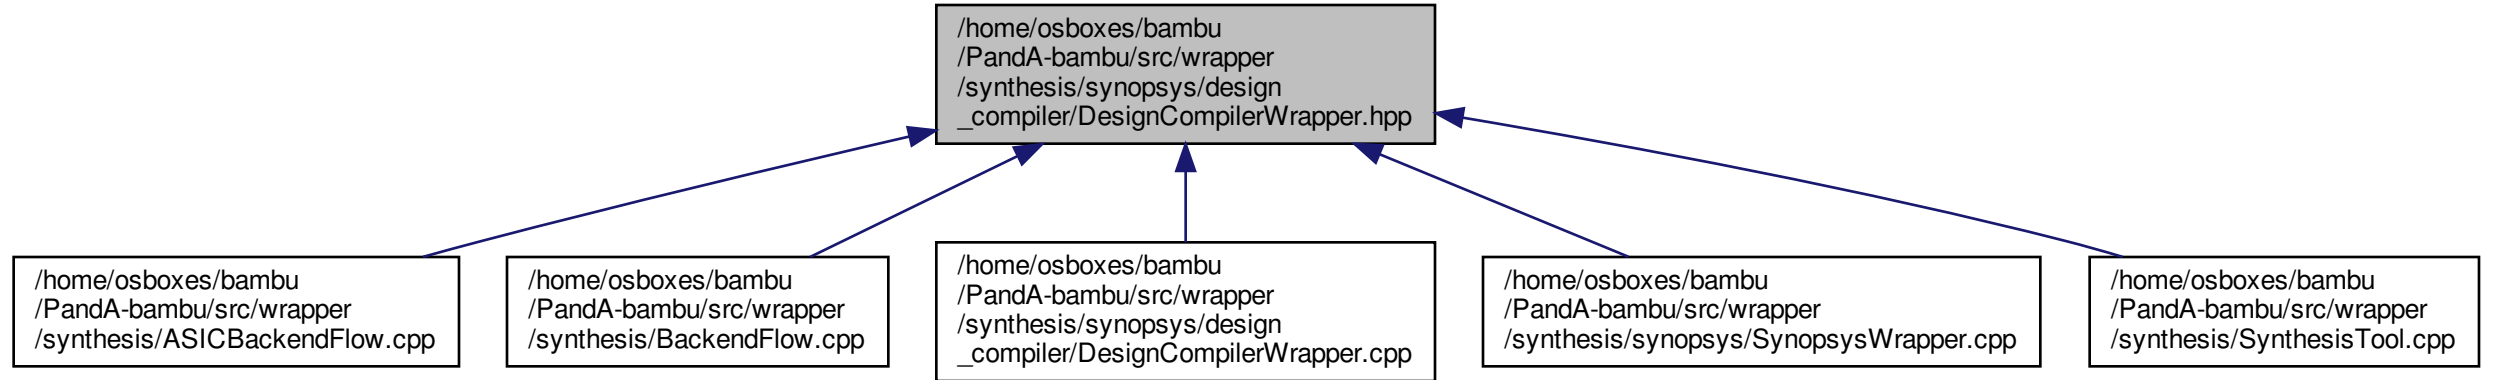 /home/osboxes/bambu
/PandA-bambu/src/wrapper
/synthesis/synopsys/design
_compiler/DesignCompilerWrapper.hpp
/home/osboxes/bambu
/PandA-bambu/src/wrapper
/synthesis/ASICBackendFlow.cpp
/home/osboxes/bambu
/PandA-bambu/src/wrapper
/synthesis/BackendFlow.cpp
/home/osboxes/bambu
/PandA-bambu/src/wrapper
/synthesis/synopsys/design
_compiler/DesignCompilerWrapper.cpp
/home/osboxes/bambu
/PandA-bambu/src/wrapper
/synthesis/synopsys/SynopsysWrapper.cpp
/home/osboxes/bambu
/PandA-bambu/src/wrapper
/synthesis/SynthesisTool.cpp